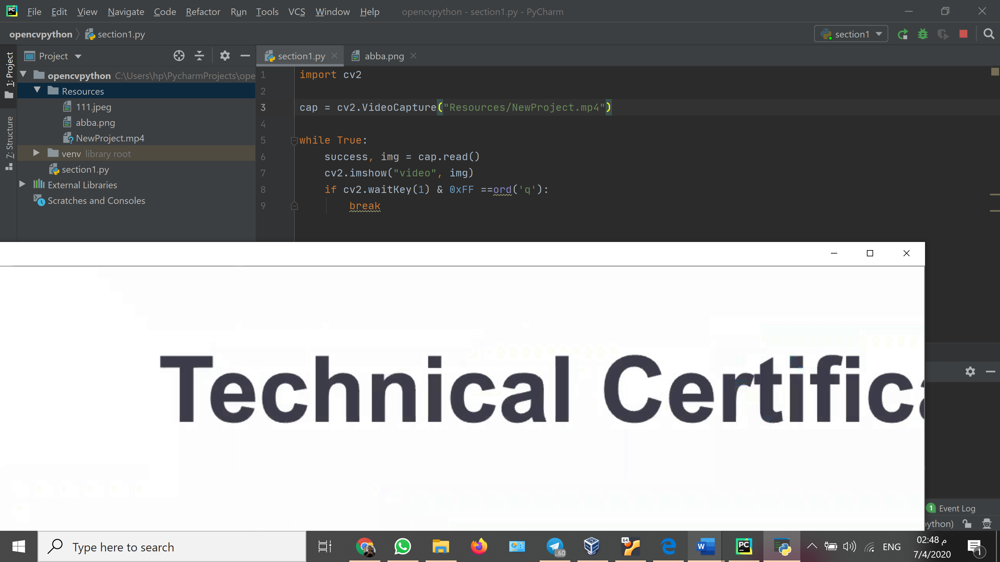 File Edit View Navigate Code Refactor Run Tools VCS Window Help opencvpython - section1.py - PyCharm
opencvpython section1.py section1
1: Project
7: Structure
Project
opencvpython C:\Users\hp\PycharmProjects\ope
Resources
111.jpeg
abba.png
NewProject.mp4
venv library root
section1.py
External Libraries
Scratches and Consoles
section1.py abba.png
1 import cv2
2
3 cap = cv2.VideoCapture("Resources/NewProject.mp4")
4
5 while True:
6 success, img = cap.read()
7 cv2.imshow("video", img)
8 if cv2.waitKey(1) & 0xFF ==ord('q'):
9 break
Technical Certifica
1 Event Log
ython)
Type here to search
64
..60
W
PC
ENG
02:48 م
7/4/2020
١